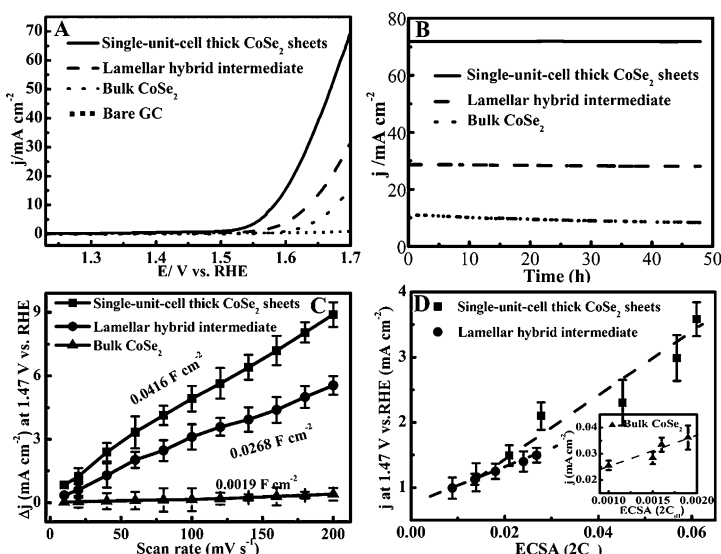 A
Single-unit-cell thick CoSe2 sheets
Lamellar hybrid intermediate
Bulk CoSe2
Bare GC
j/mA cm-2
70
60
50
40
30
20
10
0
1.3 1.4 1.5 1.6 1.7
E/ V vs. RHE
B
Single-unit-cell thick CoSe2 sheets
Lamellar hybrid intermediate
Bulk CoSe2
j /mA cm-2
80
60
40
20
0
0 10 20 30 40 50
Time (h)
C
Single-unit-cell thick CoSe2 sheets
Lamellar hybrid intermediate
Bulk CoSe2
0.0416 F cm-2
0.0268 F cm-2
0.0019 F cm-2
Δj (mA cm-2) at 1.47 V vs. RHE
9
6
3
0
0 50 100 150 200
Scan rate (mV s-1)
D
Single-unit-cell thick CoSe2 sheets
Lamellar hybrid intermediate
j at 1.47 V vs.RHE (mA cm-2)
4
3
2
1
0
0.00 0.02 0.04 0.06
ECSA (2C
Bulk CoSe2
j (mA cm-2)
0.04
0.03
0.02
0.0010 0.0015 0.0020
ECSA (2Cdl)